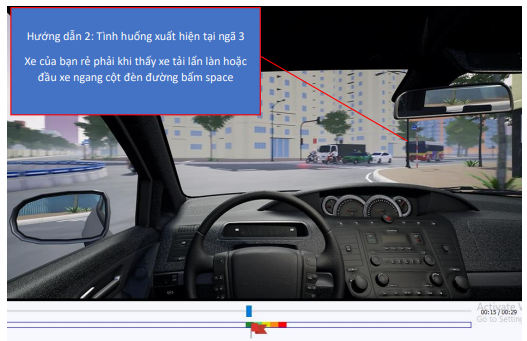 Hướng dẫn 2: Tình huống xuất hiện tại ngã 3
Xe của bạn rẽ phải khi thấy xe tải lấn làn hoặc
đầu xe ngang cột đèn đường bấm space
Activate
00:15 / 00:29
Go to Setting